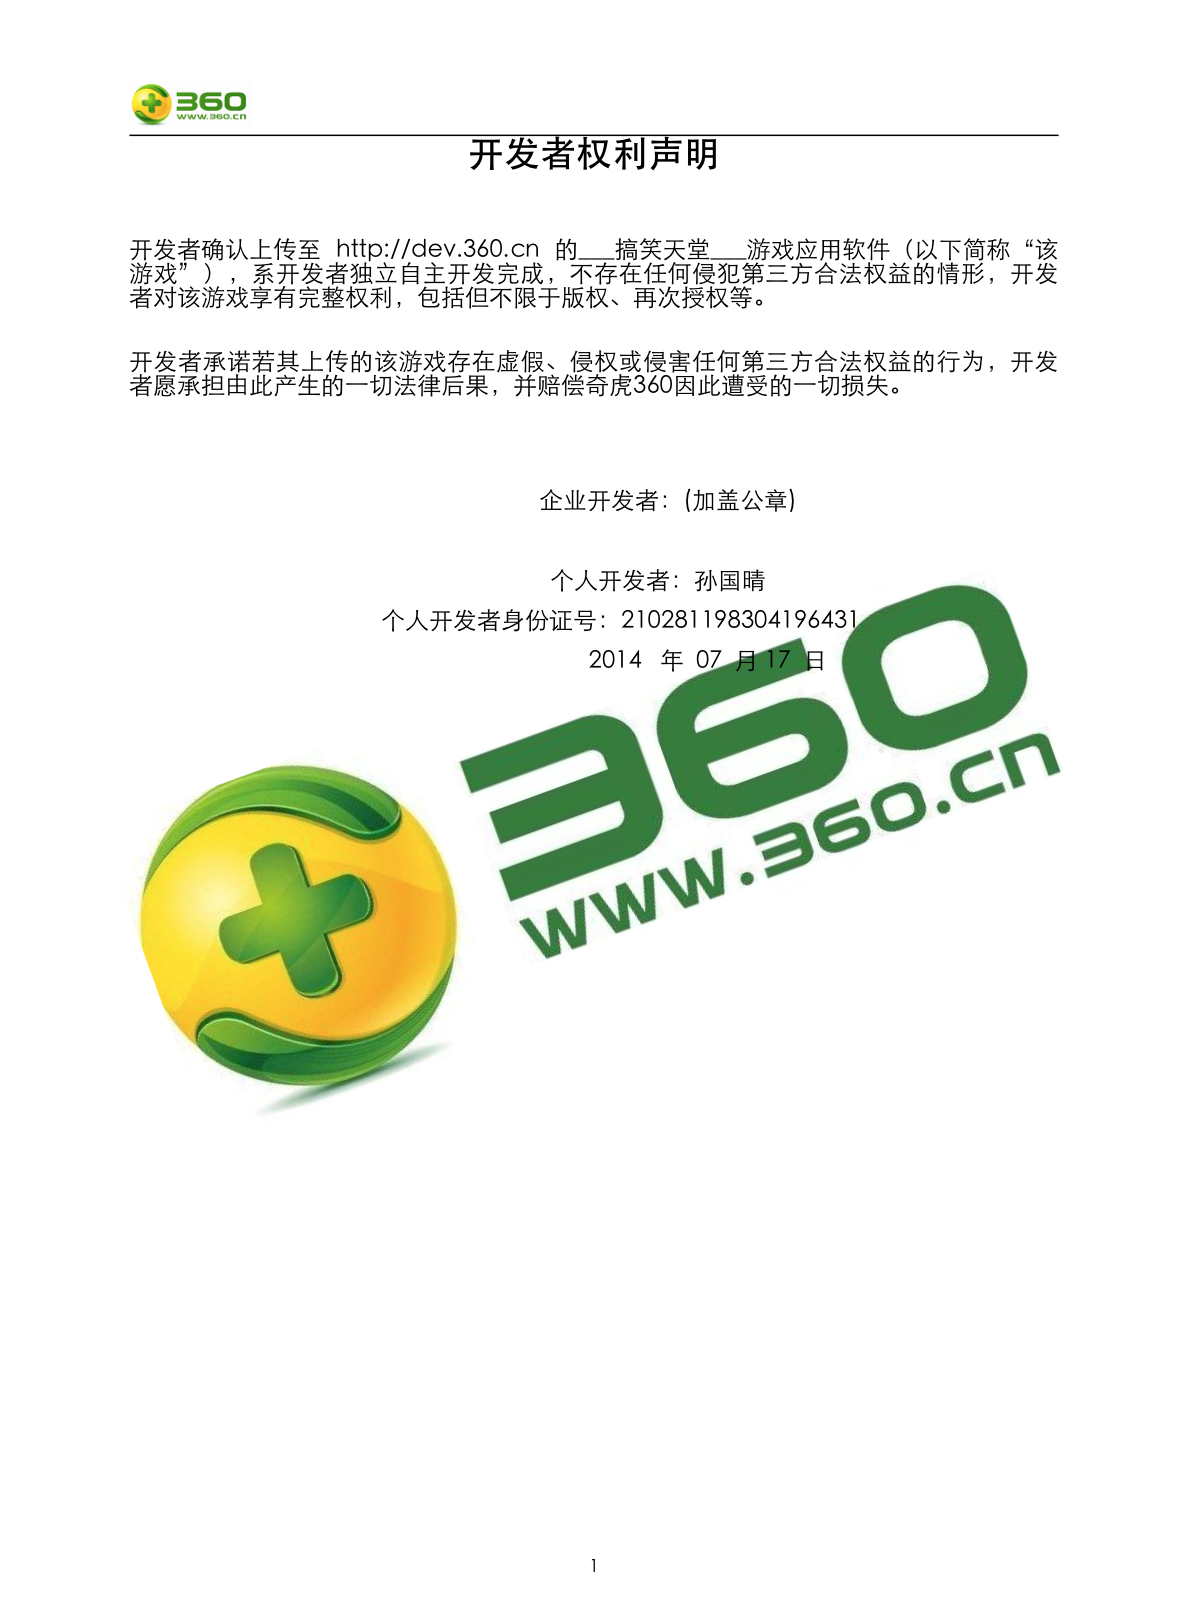 360
www.360.cn
开发者权利声明
开发者确认上传至 http://dev.360.cn 的___搞笑天堂___游戏应用软件（以下简称“该
游戏”），系开发者独立自主开发完成，不存在任何侵犯第三方合法权益的情形，开发
者对该游戏享有完整权利，包括但不限于版权、再次授权等。
开发者承诺若其上传的该游戏存在虚假、侵权或侵害任何第三方合法权益的行为，开发
者愿承担由此产生的一切法律后果，并赔偿奇虎360因此遭受的一切损失。
企业开发者：(加盖公章)
个人开发者：孙国晴
个人开发者身份证号：210281198304196431
2014 年 07 月 17 日
360
www.360.cn
1